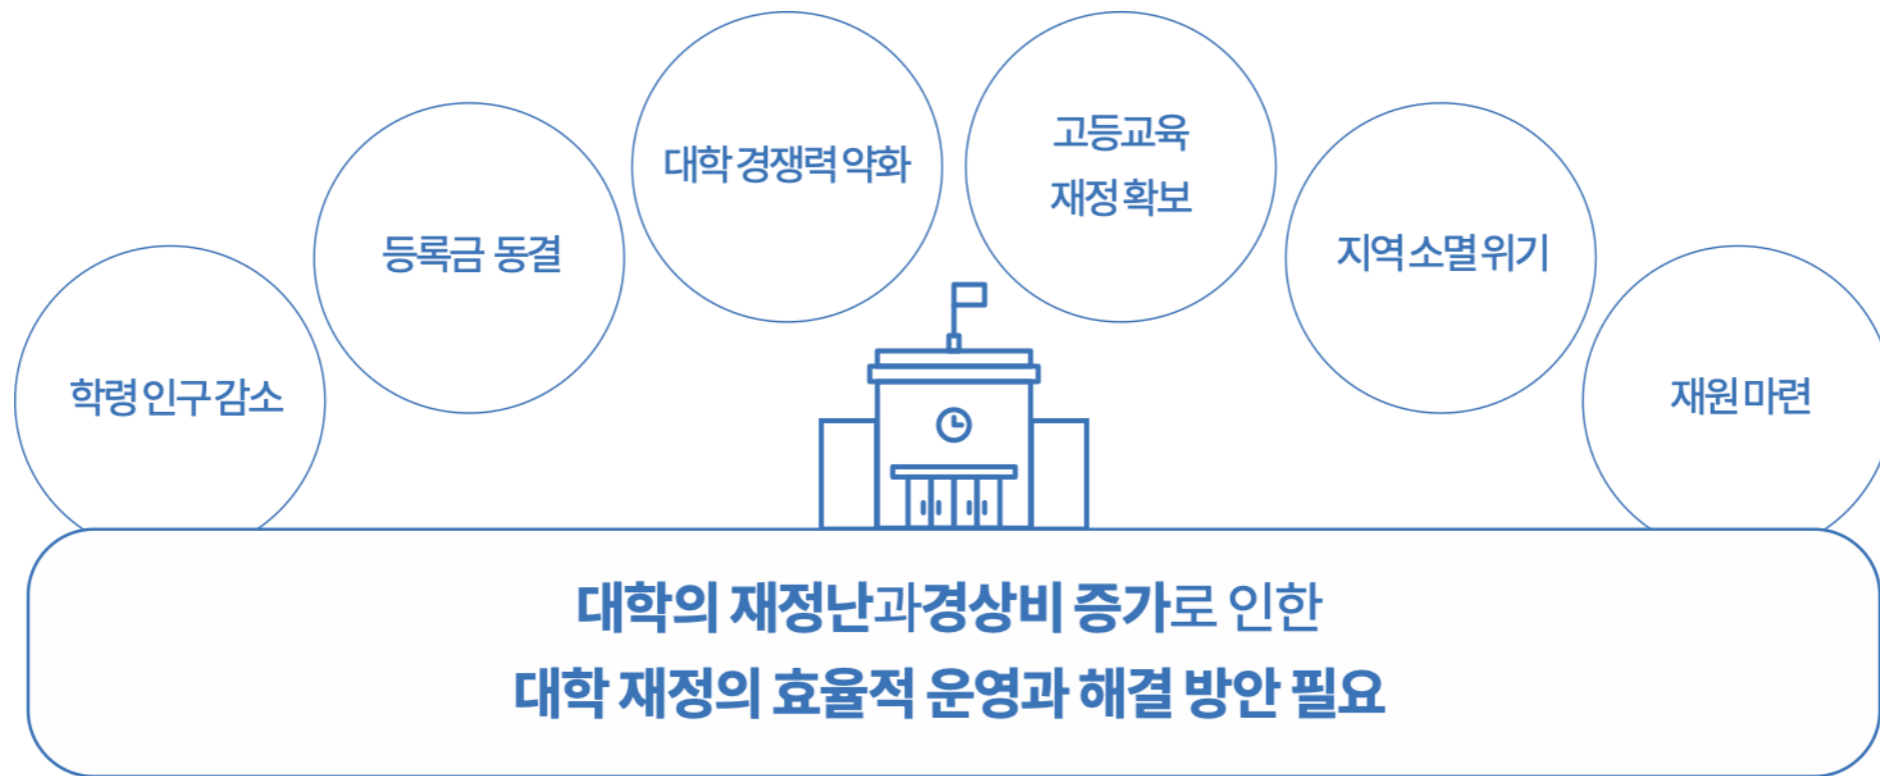 학령 인구 감소
등록금 동결
대학 경쟁력 약화
고등교육
재정 확보
지역 소멸 위기
재원 마련
대학의 재정난과경상비 증가로 인한
대학 재정의 효율적 운영과 해결 방안 필요